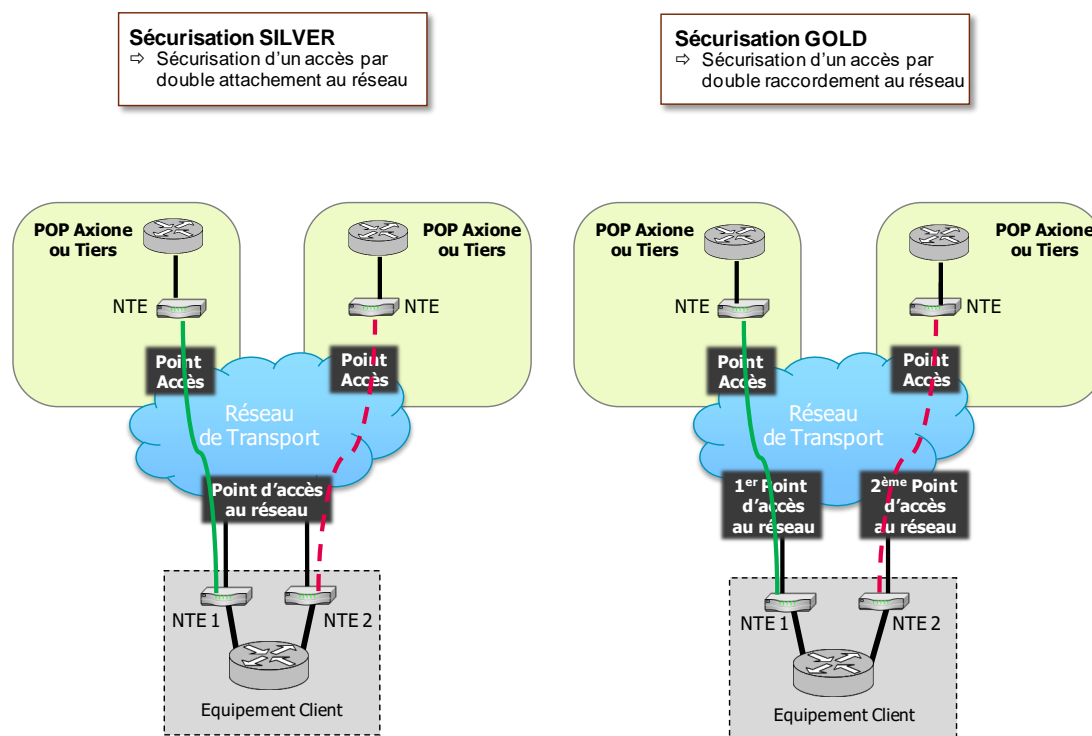 Sécurisation SILVER
⇨ Sécurisation d'un accès par
double attachement au réseau
Sécurisation GOLD
⇨ Sécurisation d'un accès par
double raccordement au réseau
POP Axione
ou Tiers
POP Axione
ou Tiers
NTE
NTE
Point
Accès
Point
Accès
Réseau
de Transport
Point d'accès
au réseau
NTE 1
NTE 2
Equipement Client
POP Axione
ou Tiers
POP Axione
ou Tiers
NTE
NTE
Point
Accès
Point
Accès
Réseau
de Transport
1er Point
d'accès
au réseau
2ème Point
d'accès
au réseau
NTE 1
NTE 2
Equipement Client